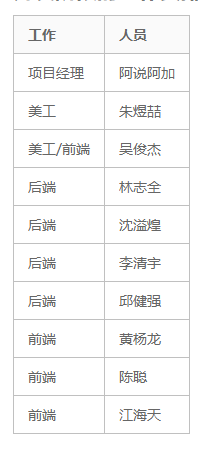 工作 人员
项目经理 阿说阿加
美工 朱煜喆
美工/前端 吴俊杰
后端 林志全
后端 沈溢煌
后端 李清宇
后端 邱健强
前端 黄杨龙
前端 陈聪
前端 江海天